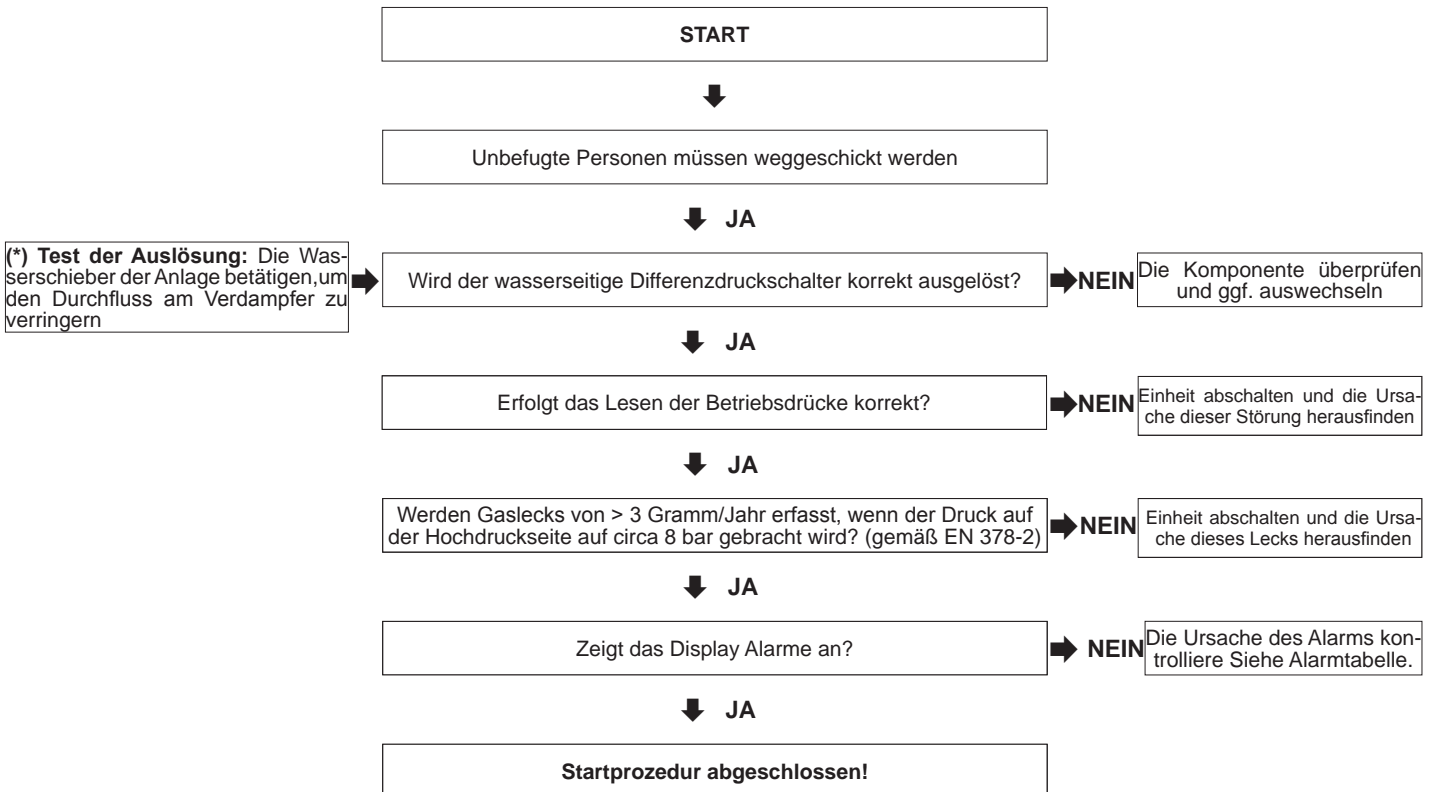 START
Unbefugte Personen müssen weggeschickt werden
JA
(*) Test der Auslösung: Die Was-
serschieber der Anlage betätigen,um
den Durchfluss am Verdampfer zu
verringern
Wird der wasserseitige Differenzdruckschalter korrekt ausgelöst?
NEIN
Die Komponente überprüfen
und ggf. auswechseln
JA
Erfolgt das Lesen der Betriebsdrücke korrekt?
NEIN
Einheit abschalten und die Ursa-
che dieser Störung herausfinden
JA
Werden Gaslecks von > 3 Gramm/Jahr erfasst, wenn der Druck auf
der Hochdruckseite auf circa 8 bar gebracht wird? (gemäß EN 378-2)
NEIN
Einheit abschalten und die Ursa-
che dieses Lecks herausfinden
JA
Zeigt das Display Alarme an?
NEIN
Die Ursache des Alarms kon-
trolliere Siehe Alarmtabelle.
JA
Startprozedur abgeschlossen!